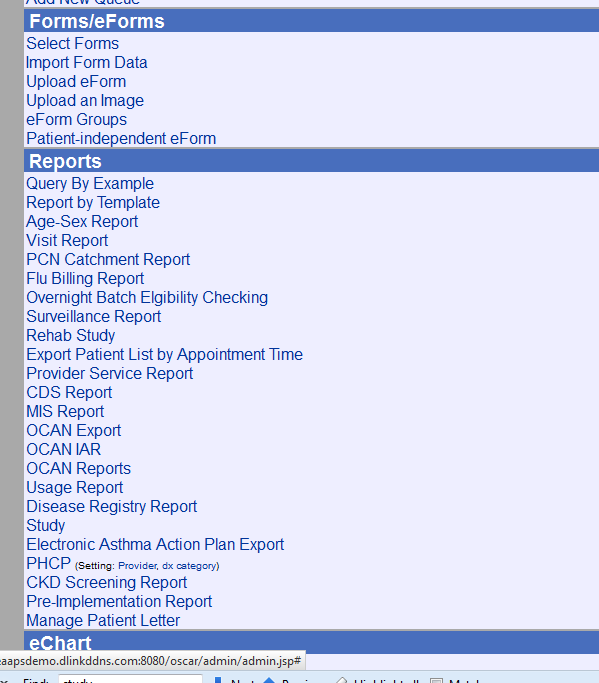 Add New Queue
Forms/eForms
Select Forms
Import Form Data
Upload eForm
Upload an Image
eForm Groups
Patient-independent eForm
Reports
Query By Example
Report by Template
Age-Sex Report
Visit Report
PCN Catchment Report
Flu Billing Report
Overnight Batch Elgibility Checking
Surveillance Report
Rehab Study
Export Patient List by Appointment Time
Provider Service Report
CDS Report
MIS Report
OCAN Export
OCAN IAR
OCAN Reports
Usage Report
Disease Registry Report
Study
Electronic Asthma Action Plan Export
PHCP (Setting: Provider, dx category)
CKD Screening Report
Pre-Implementation Report
Manage Patient Letter
eChart
eaapsdemo.dlinkddns.com:8080/oscar/admin/admin.jsp#
Find: study